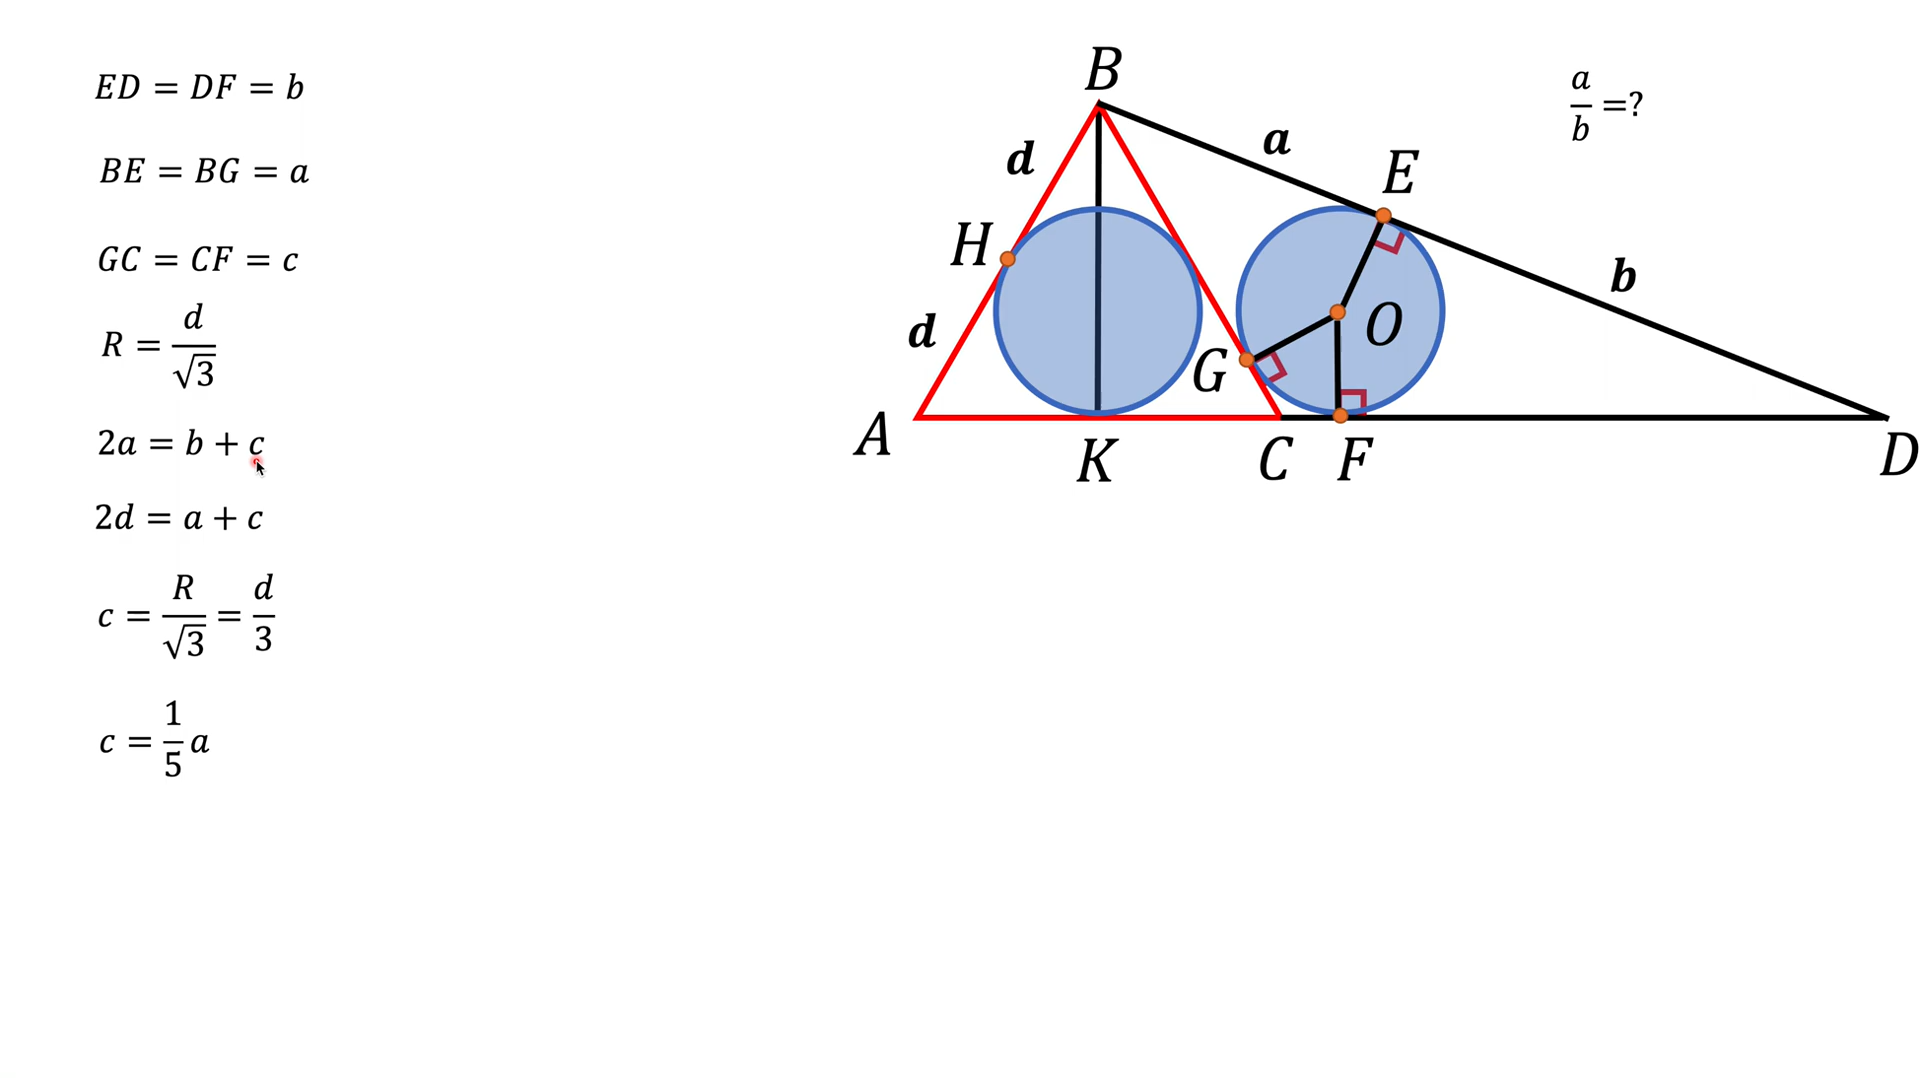 ED = DF = b
BE = BG = a
GC = CF = c
R = d/√3
2a = b + c
2d = a + c
c = R/√3 = d/3
c = 1/5 a
a/b =?
B
d
a
E
H
b
d
O
G
A
K
C
F
D